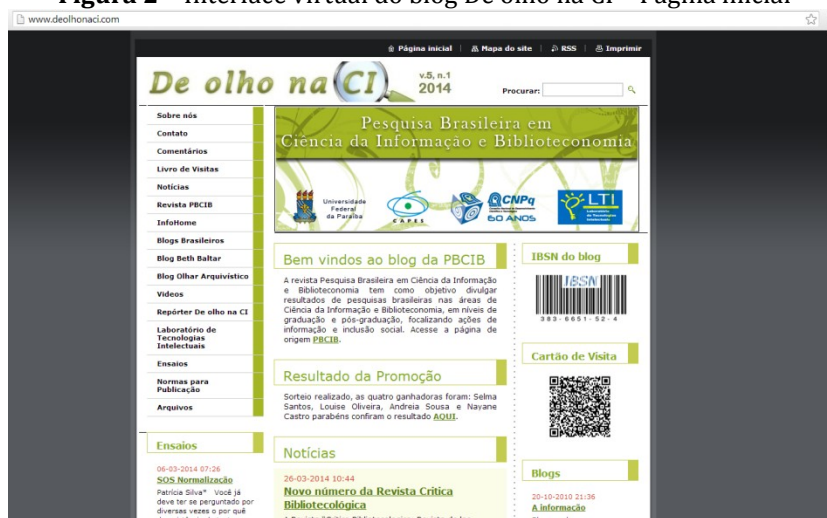 Figura 2 – Interface virtual do blog De olho na CI – Página inicial
www.deolhonaci.com
Página inicial | Mapa do site | RSS | Imprimir
De olho na CI
v.5, n.1
2014
Procurar:
Sobre nós
Contato
Comentários
Livro de Visitas
Notícias
Revista PBCIB
InfoHome
Blogs Brasileiros
Blog Beth Baltar
Blog Olhar Arquivístico
Vídeos
Repórter De olho na CI
Laboratório de
Tecnologias
Intelectuais
Ensaios
Normas para
Publicação
Arquivos
Ensaios
06-03-2014 07:26
SOS Normalização
Patrícia Silva* Você já
deve ter se perguntado por
diversas vezes o por quê
Pesquisa Brasileira em
Ciência da Informação e Biblioteconomia
Universidade
Federal
da Paraíba
CAPES
CNPq
60 ANOS
LTI
Bem vindos ao blog da PBCIB
A revista Pesquisa Brasileira em Ciência da Informação
e Biblioteconomia tem como objetivo divulgar
resultados de pesquisas brasileiras nas áreas de
Ciência da Informação e Biblioteconomia, em níveis de
graduação e pós-graduação, focalizando ações de
informação e inclusão social. Acesse a página de
origem PBCIB.
Resultado da Promoção
Sorteio realizado, as quatro ganhadoras foram: Selma
Santos, Louise Oliveira, Andreia Sousa e Nayane
Castro parabéns confiram o resultado AQUI.
Notícias
26-03-2014 10:44
Novo número da Revista Crítica
Bibliotecológica
IBSN do blog
IBSN
383-6651-52-4
Cartão de Visita
Blogs
20-10-2010 21:36
A informação